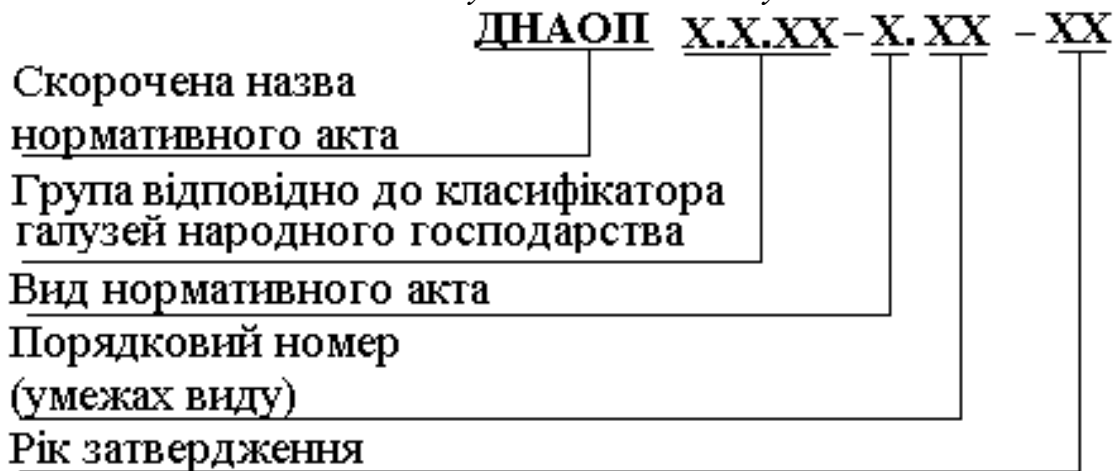 ДНАОП Х.Х.ХХ – Х. ХХ – ХХ
Скорочена назва
нормативного акта
Група відповідно до класифікатора
галузей народного господарства
Вид нормативного акта
Порядковий номер
(умежах виду)
Рік затвердження